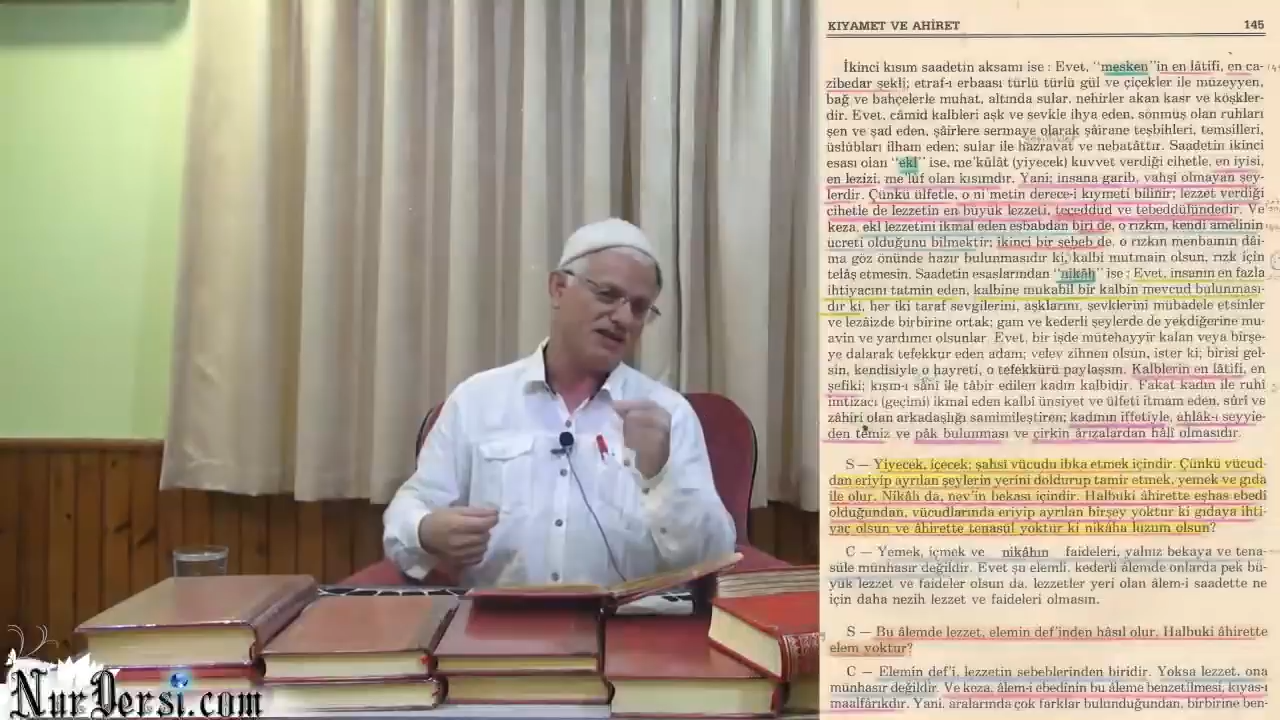 KIYAMET VE AHİRET 145
İkinci kısım saadetin aksamı ise : Evet, "mesken"in en lâtifi, en ca-
zibedar şekli; etraf-ı erbaası türlü türlü gül ve çiçekler ile müzeyyen,
bağ ve bahçelerle muhat, altında sular, nehirler akan kasr ve köşkler-
dir. Evet, câmid kalbleri aşk ve şevkle ihya eden, sönmüş olan ruhları
şen ve şad eden, şâirlere sermaye olarak şâirane teşbihleri, temsilleri,
üslûbları ilham eden; sular ile hazravat ve nebatâttır. Saadetin ikinci
esası olan "ekl" ise, me'kûlât (yiyecek) kuvvet verdiği cihetle, en iyisi,
en lezizi, me'lûf olan kısımdır. Yani; insana garib, vahşi olmayan şey-
lerdir. Çünkü ülfetle, o ni'metin derece-i kıymeti bilinir; lezzet verdiği
cihetle de lezzetin en büyük lezzeti, teceddüd ve tebeddülündedir. Ve
keza, ekl lezzetini ikmal eden esbabdan biri de, o rızkın, kendi amelinin
ücreti olduğunu bilmektir; ikinci bir sebeb de, o rızkın menbaının dâi-
ma göz önünde hazır bulunmasıdır ki, kalbi mutmain olsun, rızk için
telâş etmesin. Saadetin esaslarından "nikâh" ise : Evet, insanın en fazla
ihtiyacını tatmin eden, kalbine mukabil bir kalbin mevcud bulunması-
dır ki, her iki taraf sevgilerini, aşklarını, şevklerini mübadele etsinler
ve lezâizde birbirine ortak; gam ve kederli şeylerde de yekdiğerine mu-
avin ve yardımcı olsunlar. Evet, bir işde mütehayyir kalan veya birşe-
ye dalarak tefekkur eden adam; velev zihnen olsun, ister ki; birisi gel-
sin, kendisiyle o hayreti, o tefekkürü paylaşsın. Kalblerin en lâtifi, en
şefiki; kısm-ı sânî ile tâbir edilen kadın kalbidir. Fakat kadın ile ruhî
imtizacı (geçimi) ikmal eden kalbî ünsiyet ve ülfeti itmam eden, sûrî ve
zâhirî olan arkadaşlığı samimîleştiren; kadının iffetiyle, ahlâk-ı seyyie-
den temiz ve pâk bulunması ve çirkin ârızalardan hâlî olmasıdır.
S — Yiyecek, içecek; şahsî vücudu ibka etmek içindir. Çünkü vücud-
dan eriyip ayrılan şeylerin yerini doldurup tamir etmek, yemek ve gıda
ile olur. Nikâh da, nev'in bekası içindir. Halbuki âhirette eşhas ebedî
olduğundan, vücudlarında eriyip ayrılan birşey yoktur ki gıdaya ihti-
yaç olsun ve âhirette tenasül yoktur ki nikâha lüzum olsun?
C — Yemek, içmek ve nikâhın faideleri, yalnız bekaya ve tena-
süle münhasır değildir. Evet şu elemli, kederli âlemde onlarda pek bü-
yük lezzet ve faideler olsun da, lezzetler yeri olan âlem-i saadette ne
için daha nezih lezzet ve faideleri olmasın.
S — Bu âlemde lezzet, elemin def'inden hâsıl olur. Halbuki âhirette
elem yoktur?
C — Elemin def'i, lezzetin sebeblerinden biridir. Yoksa lezzet, ona
münhasır değildir. Ve keza, âlem-i ebedînin bu âleme benzetilmesi, kıyas-ı
maalfârıkdır. Yani, aralarında çok farklar bulunduğundan, birbirine ben-
NurDersi.com